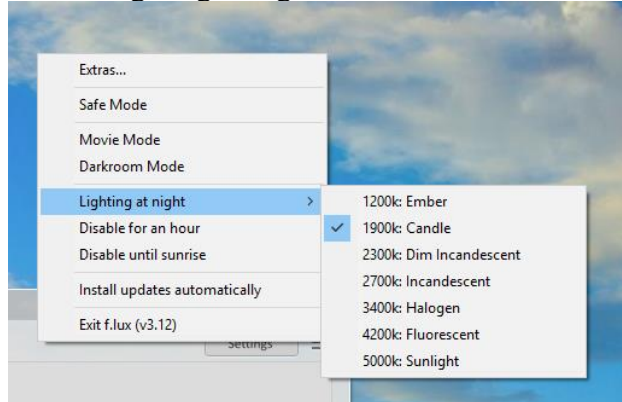 Extras...
Safe Mode
Movie Mode
Darkroom Mode
Lighting at night
Disable for an hour
Disable until sunrise
Install updates automatically
Exit f.lux (v3.12)
1200k: Ember
1900k: Candle
2300k: Dim Incandescent
2700k: Incandescent
3400k: Halogen
4200k: Fluorescent
5000k: Sunlight
Settings